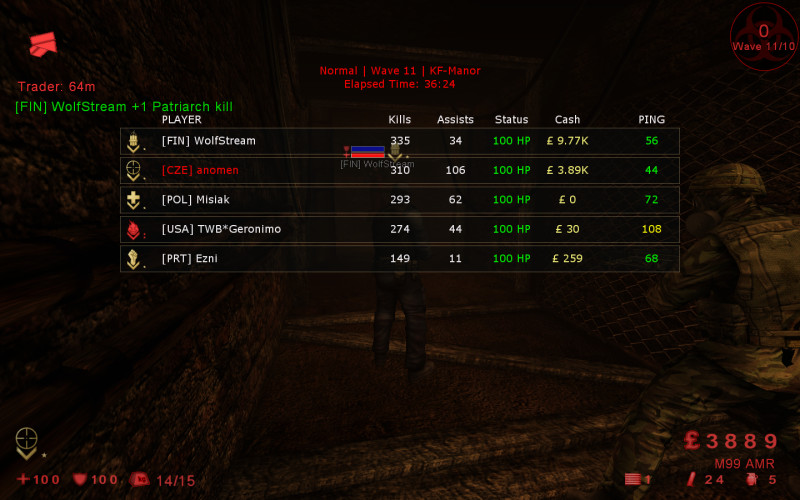 0
Wave 11/10
Normal | Wave 11 | KF-Manor
Elapsed Time: 36:24
Trader: 64m
[FIN] WolfStream +1 Patriarch kill
PLAYER Kills Assists Status Cash PING
[FIN] WolfStream 335 34 100 HP £ 9.77K 56
[FIN] WolfStream
[CZE] anomen 310 106 100 HP £ 3.89K 44
[POL] Misiak 293 62 100 HP £ 0 72
[USA] TWB*Geronimo 274 44 100 HP £ 30 108
[PRT] Ezni 149 11 100 HP £ 259 68
£ 3889
M99 AMR
100 100 14/15 1 24 5